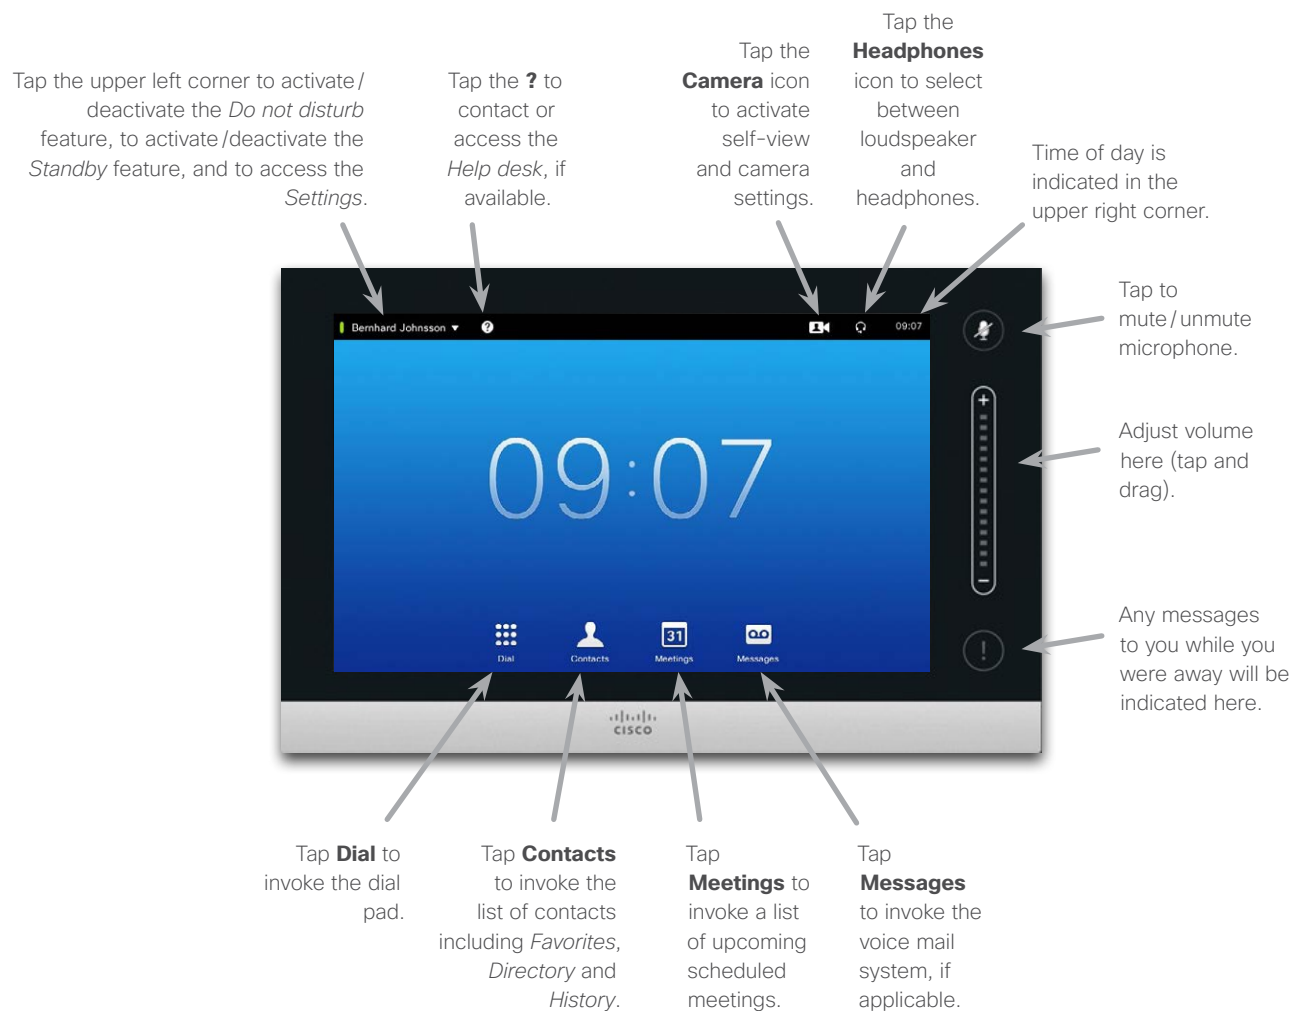 Tap the upper left corner to activate/
deactivate the Do not disturb
feature, to activate/deactivate the
Standby feature, and to access the
Settings.
Tap the ? to
contact or
access the
Help desk, if
available.
Tap the
Camera icon
to activate
self-view
and camera
settings.
Tap the
Headphones
icon to select
between
loudspeaker
and
headphones.
Time of day is
indicated in the
upper right corner.
Bernhard Johnsson
?
09:07
Tap to
mute/unmute
microphone.
+
Adjust volume
here (tap and
drag).
−
09:07
31
Dial
Contacts
Meetings
Messages
!
Any messages
to you while you
were away will be
indicated here.
CISCO
Tap Dial to
invoke the dial
pad.
Tap Contacts
to invoke the
list of contacts
including Favorites,
Directory and
History.
Tap
Meetings to
invoke a list
of upcoming
scheduled
meetings.
Tap
Messages
to invoke the
voice mail
system, if
applicable.